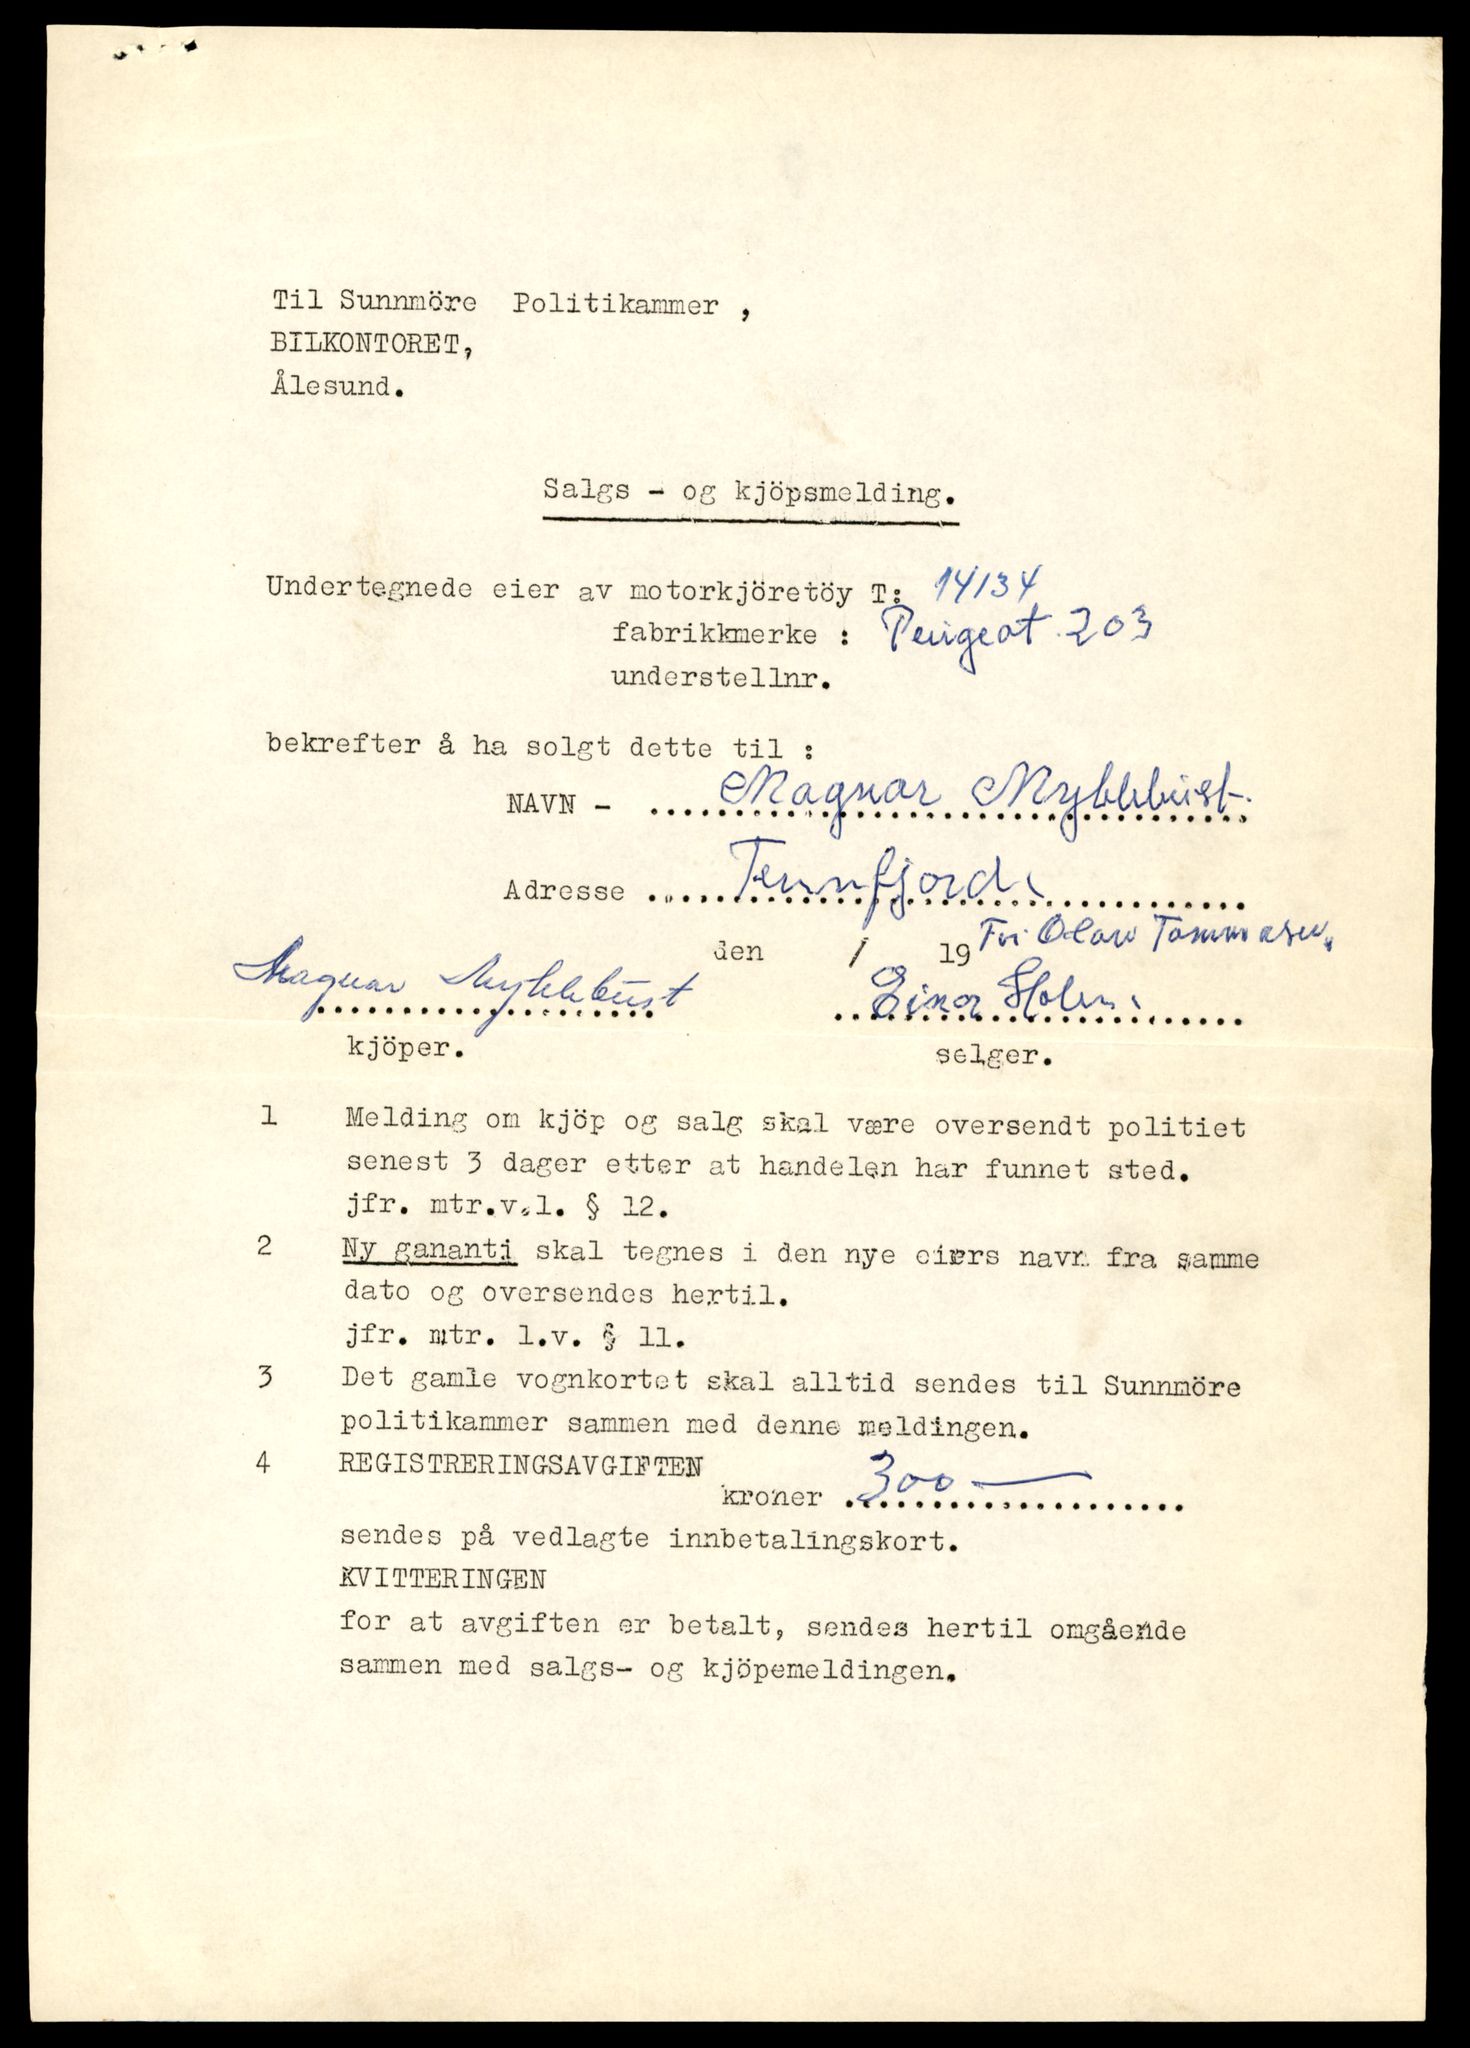 Til Sunnmöre Politikammer ,
BILKONTORET,
Ålesund.
Salgs - og kjöpsmelding.
Undertegnede eier av motorkjöretöy T: 14134
fabrikkmerke : Peugeot 203
understellnr.
bekrefter å ha solgt dette til :
NAVN - Magnar Myklebust
Adresse Tennfjord.
den / 19 For Olav Tommasen.
Magnar Myklebust Einar Holen
kjöper. selger.
1 Melding om kjöp og salg skal være oversendt politiet
senest 3 dager etter at handelen har funnet sted.
jfr. mtr.v.l. § 12.
2 Ny gananti skal tegnes i den nye eiers navn fra samme
dato og oversendes hertil.
jfr. mtr. l.v. § 11.
3 Det gamle vognkortet skal alltid sendes til Sunnmöre
politikammer sammen med denne meldingen.
4 REGISTRERINGSAVGIFTEN
kroner 300 —
sendes på vedlagte innbetalingskort.
KVITTERINGEN
for at avgiften er betalt, sendes hertil omgående
sammen med salgs- og kjöpemeldingen.